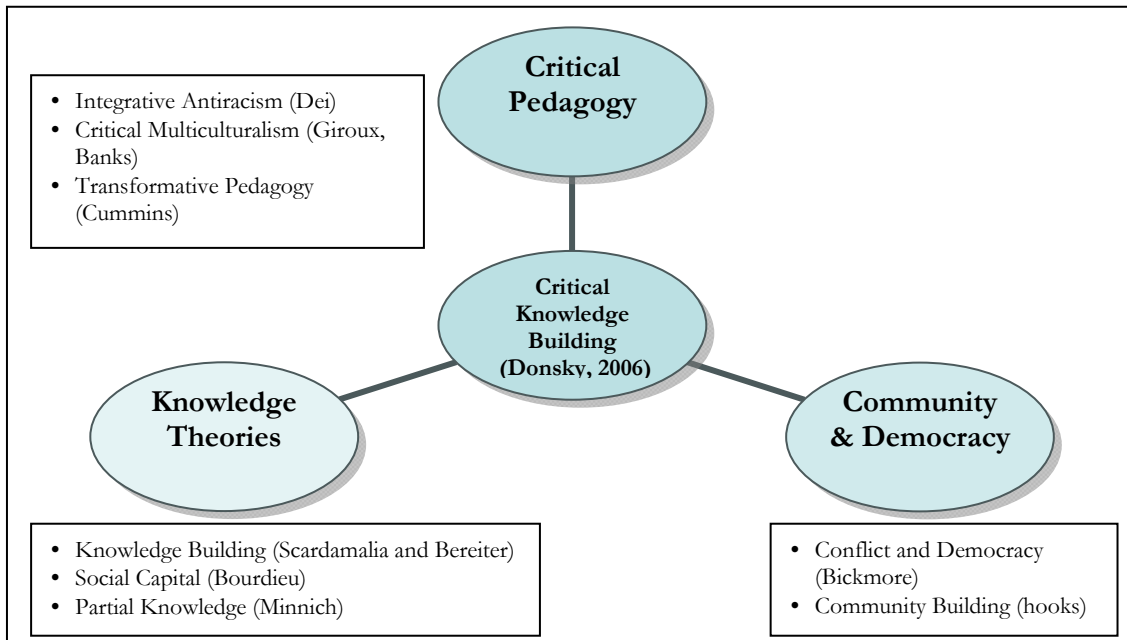 Critical
Pedagogy
• Integrative Antiracism (Dei)
• Critical Multiculturalism (Giroux,
Banks)
• Transformative Pedagogy
(Cummins)
Critical
Knowledge
Building
(Donsky, 2006)
Knowledge
Theories
Community
& Democracy
• Knowledge Building (Scardamalia and Bereiter)
• Social Capital (Bourdieu)
• Partial Knowledge (Minnich)
• Conflict and Democracy
(Bickmore)
• Community Building (hooks)